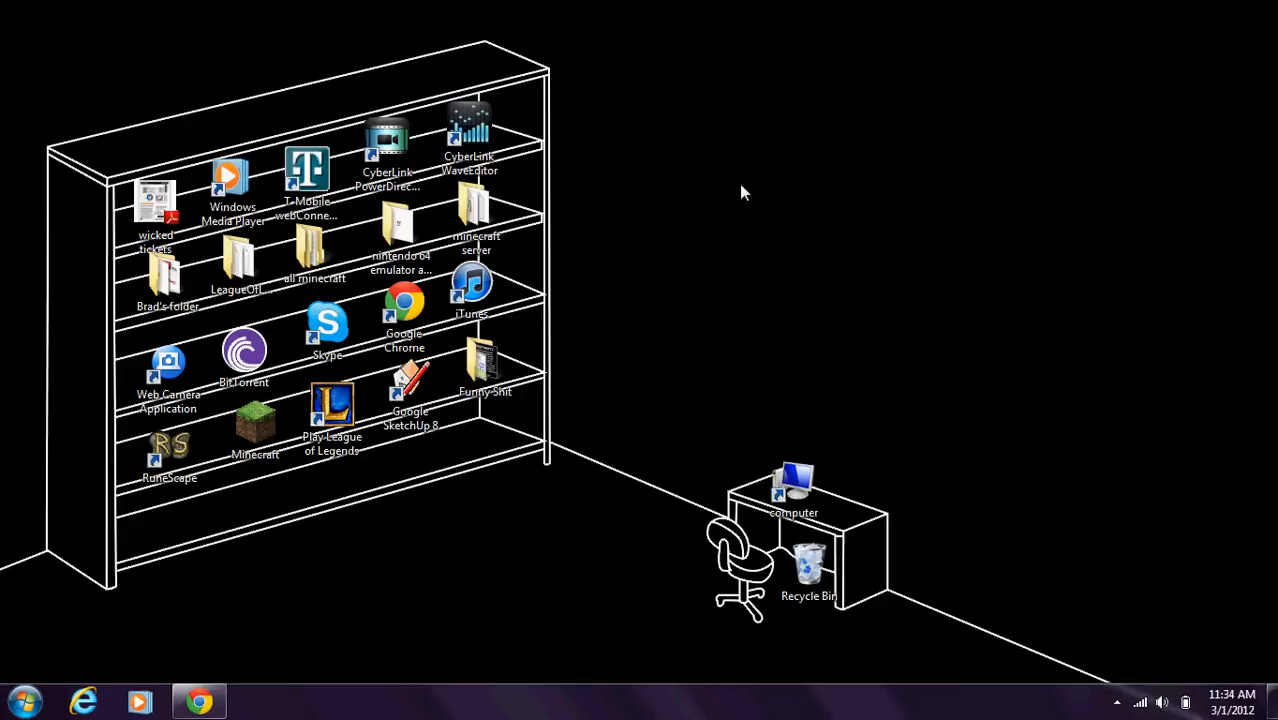 CyberLink
WaveEditor
CyberLink
PowerDirec...
T-Mobile
webConne...
Windows
Media Player
wicked
tickets
minecraft
server
nintendo 64
emulator a...
all minecraft
LeagueOfL...
Brad's folder
iTunes
Google
Chrome
Skype
BitTorrent
Web Camera
Application
Funny Shit
Google
SketchUp 8
Play League
of Legends
Minecraft
RS
RuneScape
computer
Recycle Bin
11:34 AM
3/1/2012